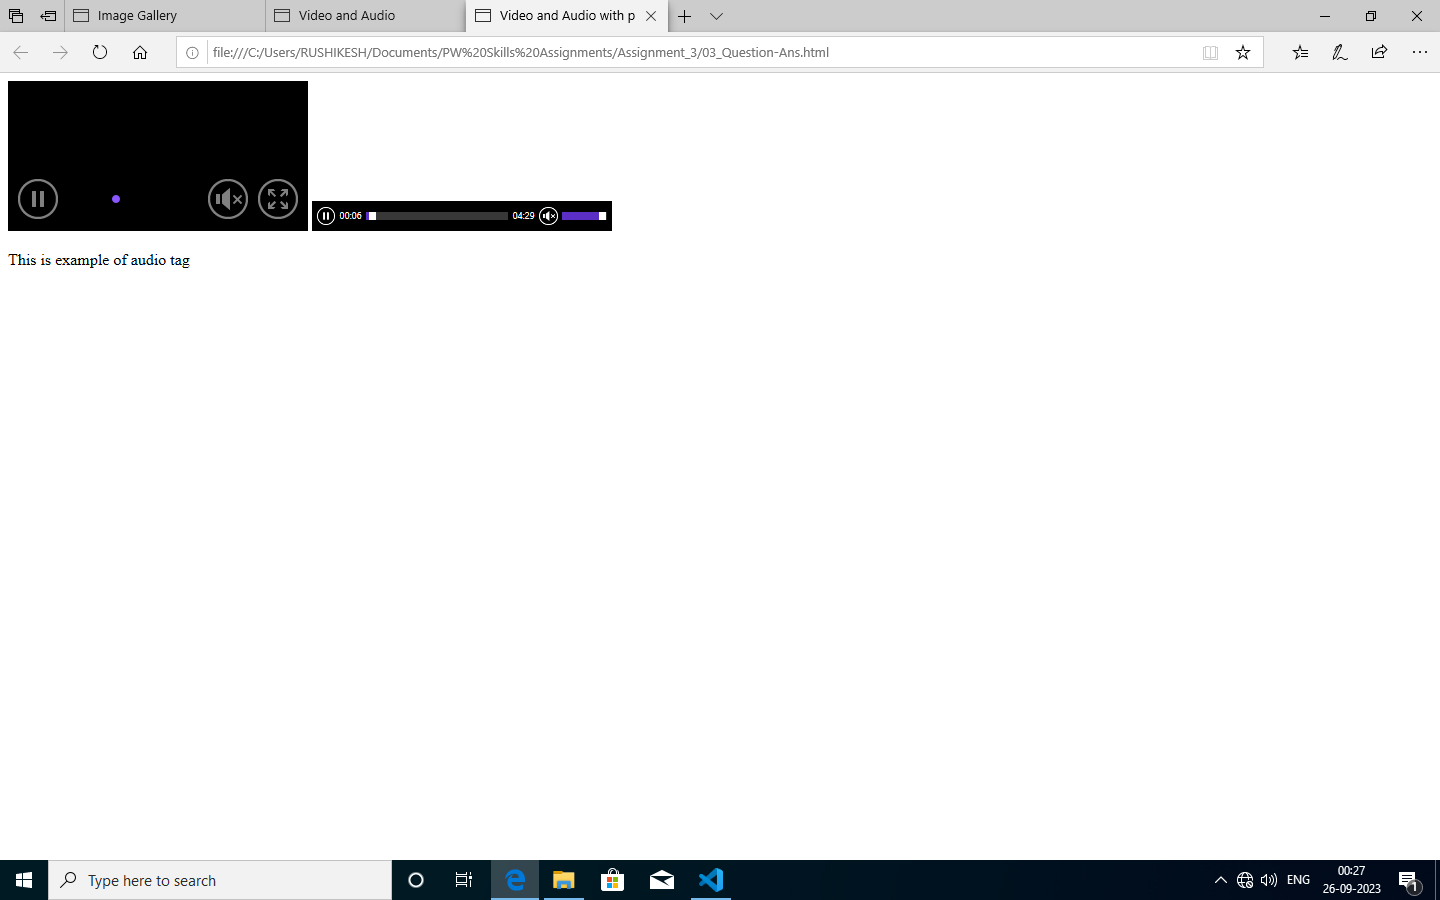 Image Gallery
Video and Audio
Video and Audio with p
file:///C:/Users/RUSHIKESH/Documents/PW%20Skills%20Assignments/Assignment_3/03_Question-Ans.html
00:06
04:29
This is example of audio tag
Type here to search
ENG
00:27
26-09-2023
1